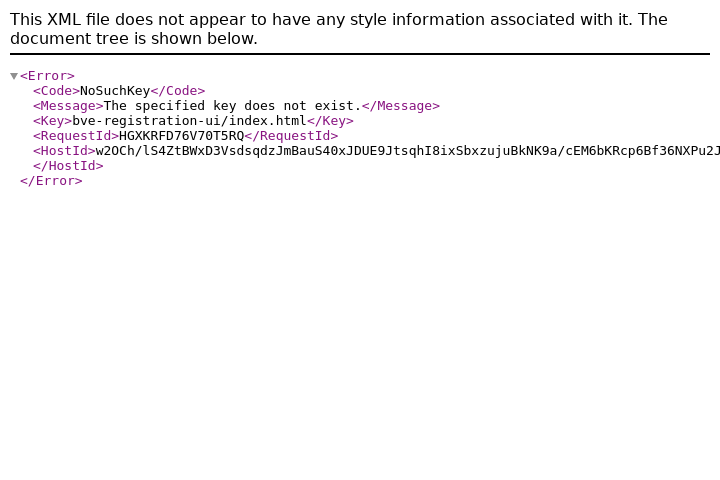 This XML file does not appear to have any style information associated with it. The
document tree is shown below.
<Error>
<Code>NoSuchKey</Code>
<Message>The specified key does not exist.</Message>
<Key>bve-registration-ui/index.html</Key>
<RequestId>HGXKRFD76V70T5RQ</RequestId>
<HostId>w2OCh/lS4ZtBWxD3VsdsqdzJmBauS40xJDUE9JtsqhI8ixSbxzujuBkNK9a/cEM6bKRcp6Bf36NXPu2J
</HostId>
</Error>